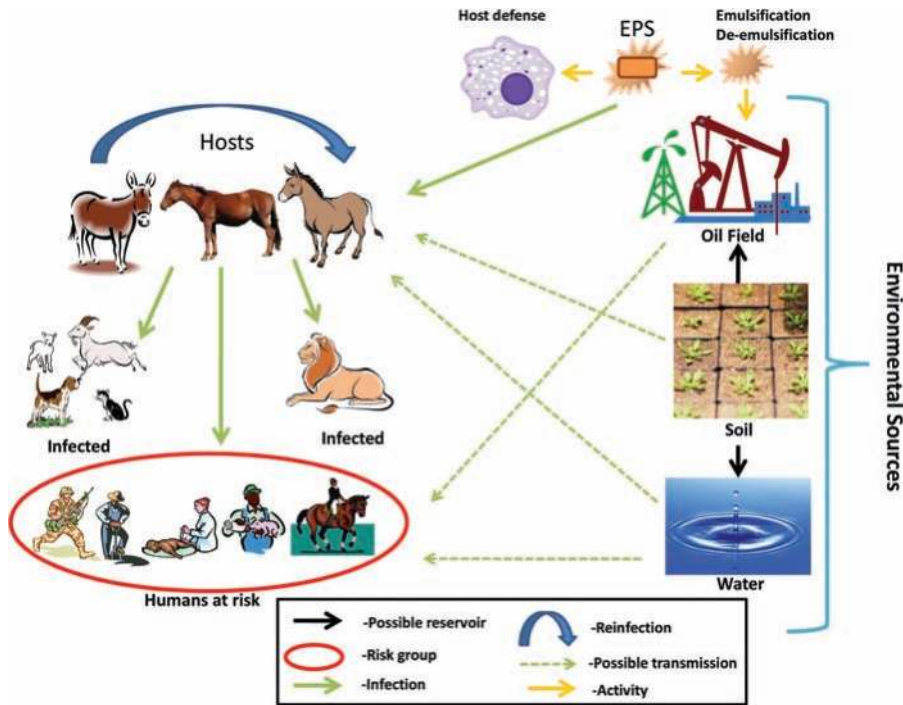 Host defense
EPS
Emulsification
De-emulsification
Hosts
Oil Field
Infected
Infected
Soil
Environmental Sources
Humans at risk
Water
-Possible reservoir
-Reinfection
-Risk group
-Possible transmission
-Infection
-Activity